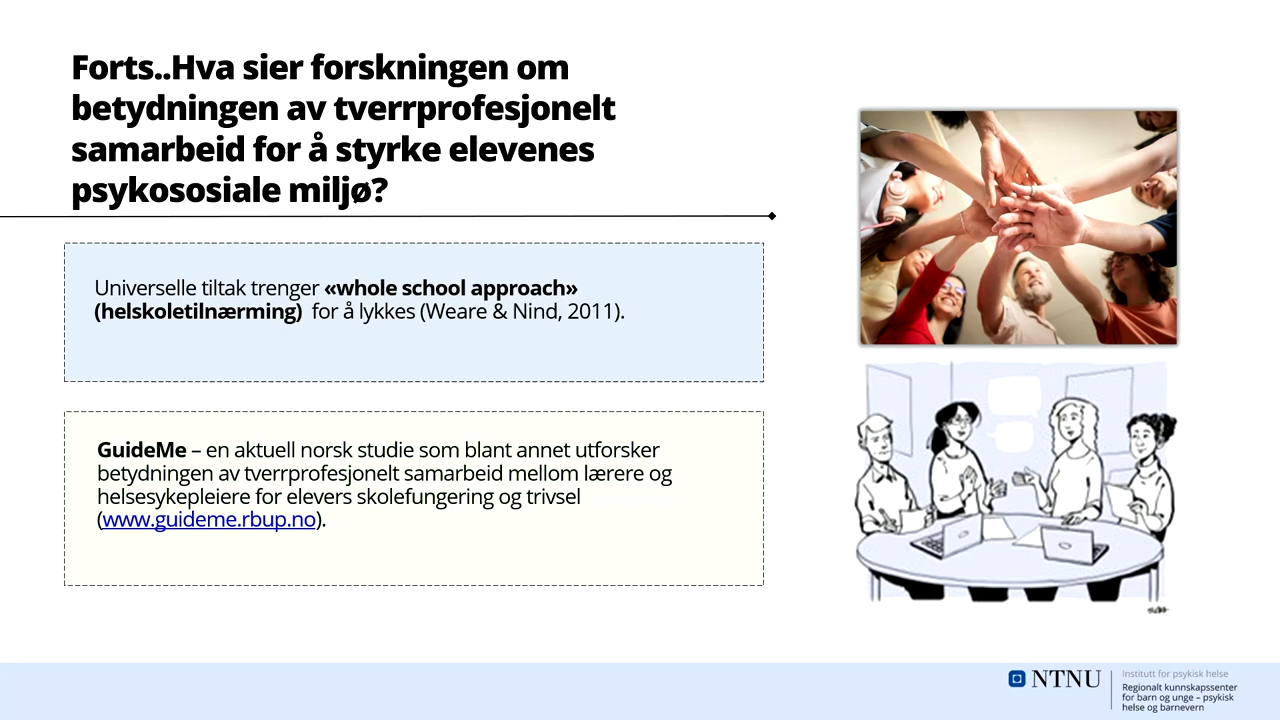 Forts..Hva sier forskningen om
betydningen av tverrprofesjonelt
samarbeid for å styrke elevenes
psykososiale miljø?
Universelle tiltak trenger «whole school approach»
(helskoletilnærming) for å lykkes (Weare & Nind, 2011).
GuideMe – en aktuell norsk studie som blant annet utforsker
betydningen av tverrprofesjonelt samarbeid mellom lærere og
helsesykepleiere for elevers skolefungering og trivsel
(www.guideme.rbup.no).
NTNU
Institutt for psykisk helse
Regionalt kunnskapssenter
for barn og unge – psykisk
helse og barnevern